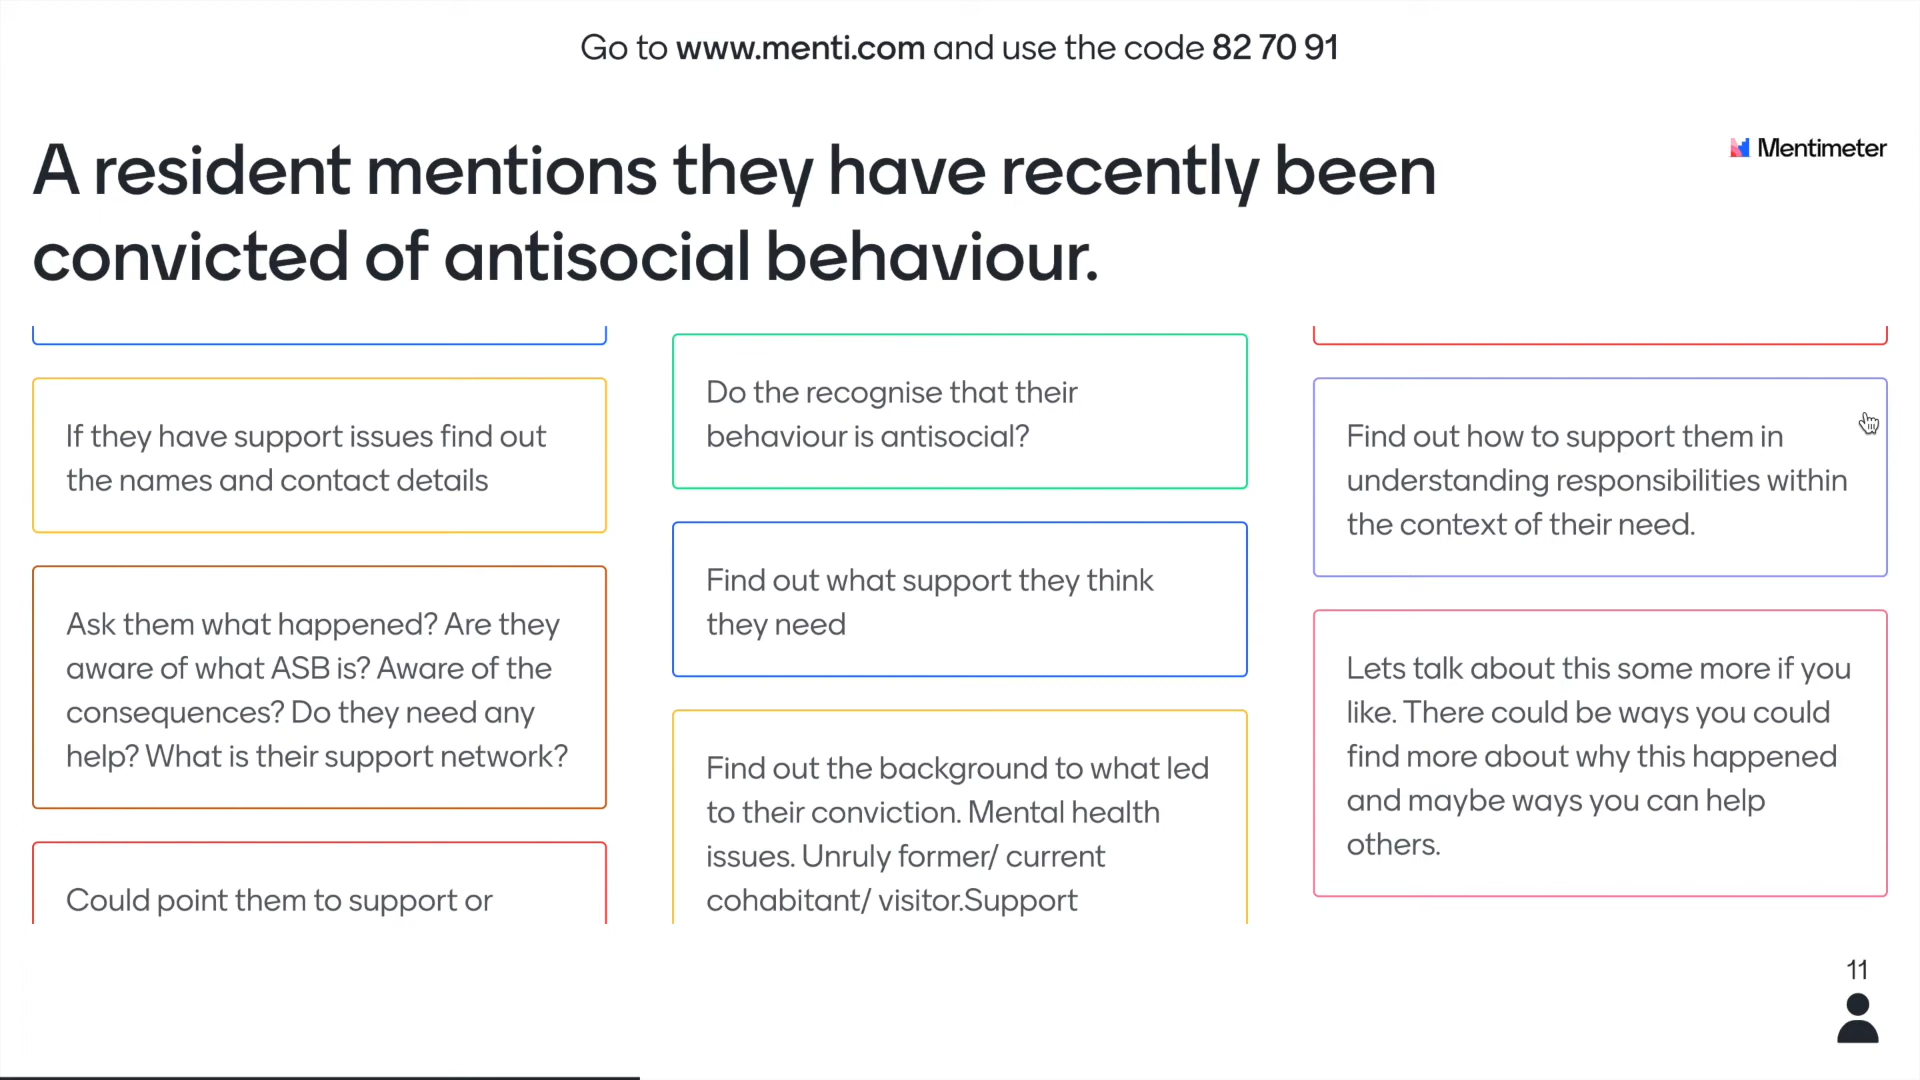 Go to www.menti.com and use the code 82 70 91
Mentimeter
A resident mentions they have recently been
convicted of antisocial behaviour.
If they have support issues find out
the names and contact details
Ask them what happened? Are they
aware of what ASB is? Aware of the
consequences? Do they need any
help? What is their support network?
Could point them to support or
Do the recognise that their
behaviour is antisocial?
Find out what support they think
they need
Find out the background to what led
to their conviction. Mental health
issues. Unruly former/ current
cohabitant/ visitor.Support
Find out how to support them in
understanding responsibilities within
the context of their need.
Lets talk about this some more if you
like. There could be ways you could
find more about why this happened
and maybe ways you can help
others.
11